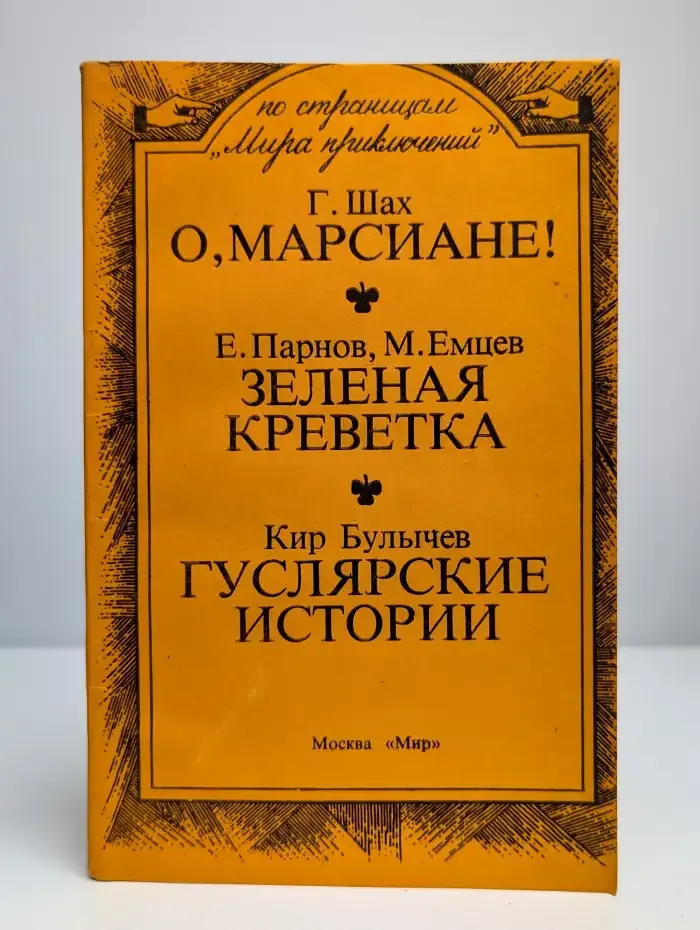 по страницам
„Мира приключений"
Г. Шах
О, МАРСИАНЕ!
Е. Парнов, М. Емцев
ЗЕЛЕНАЯ
КРЕВЕТКА
Кир Булычев
ГУСЛЯРСКИЕ
ИСТОРИИ
Москва «Мир»